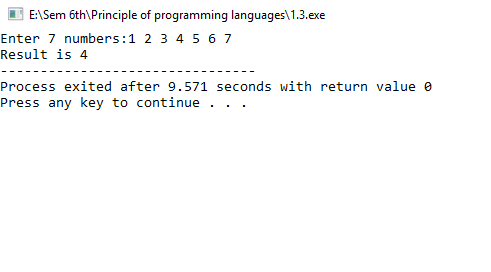 E:\Sem 6th\Principle of programming languages\1.3.exe
Enter 7 numbers:1 2 3 4 5 6 7
Result is 4
--------------------------------
Process exited after 9.571 seconds with return value 0
Press any key to continue . . .